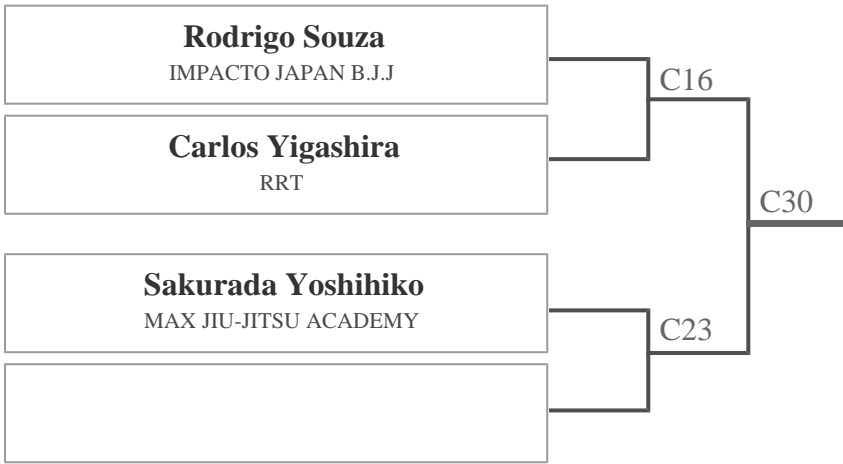 Rodrigo Souza
IMPACTO JAPAN B.J.J
C16
Carlos Yigashira
RRT
C30
Sakurada Yoshihiko
MAX JIU-JITSU ACADEMY
C23